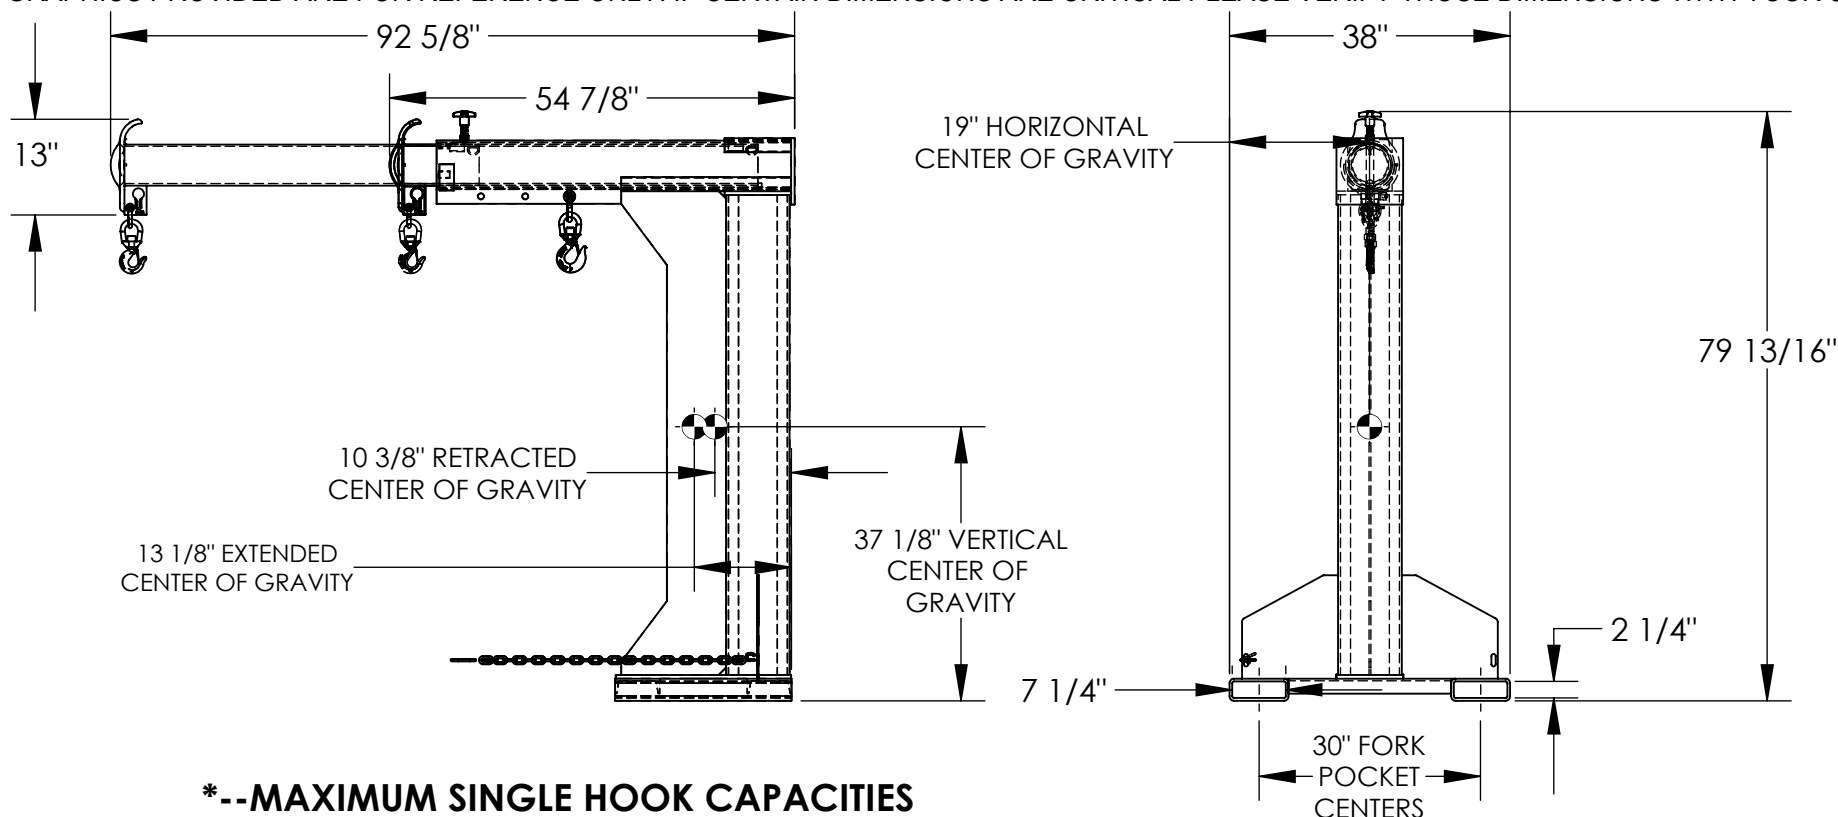 92 5/8"
38"
54 7/8"
13"
19" HORIZONTAL
CENTER OF GRAVITY
79 13/16"
10 3/8" RETRACTED
CENTER OF GRAVITY
13 1/8" EXTENDED
CENTER OF GRAVITY
37 1/8" VERTICAL
CENTER OF
GRAVITY
2 1/4"
7 1/4"
30" FORK
POCKET
CENTERS
*--MAXIMUM SINGLE HOOK CAPACITIES